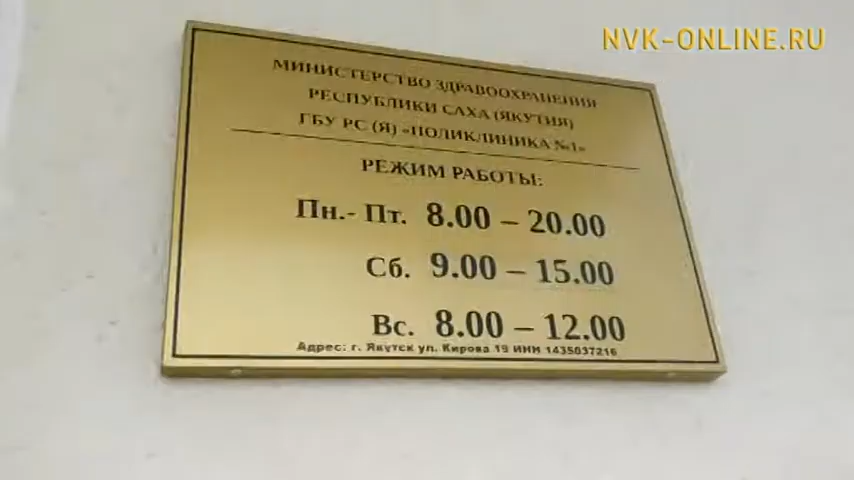 NVK-ONLINE.RU
МИНИСТЕРСТВО ЗДРАВООХРАНЕНИЯ
РЕСПУБЛИКИ САХА (ЯКУТИЯ)
ГБУ РС (Я) «ПОЛИКЛИНИКА №1»
РЕЖИМ РАБОТЫ:
Пн.- Пт. 8.00 – 20.00
Сб. 9.00 – 15.00
Вс. 8.00 – 12.00
Адрес: г. Якутск ул. Кирова 19 ИНН 1435037216